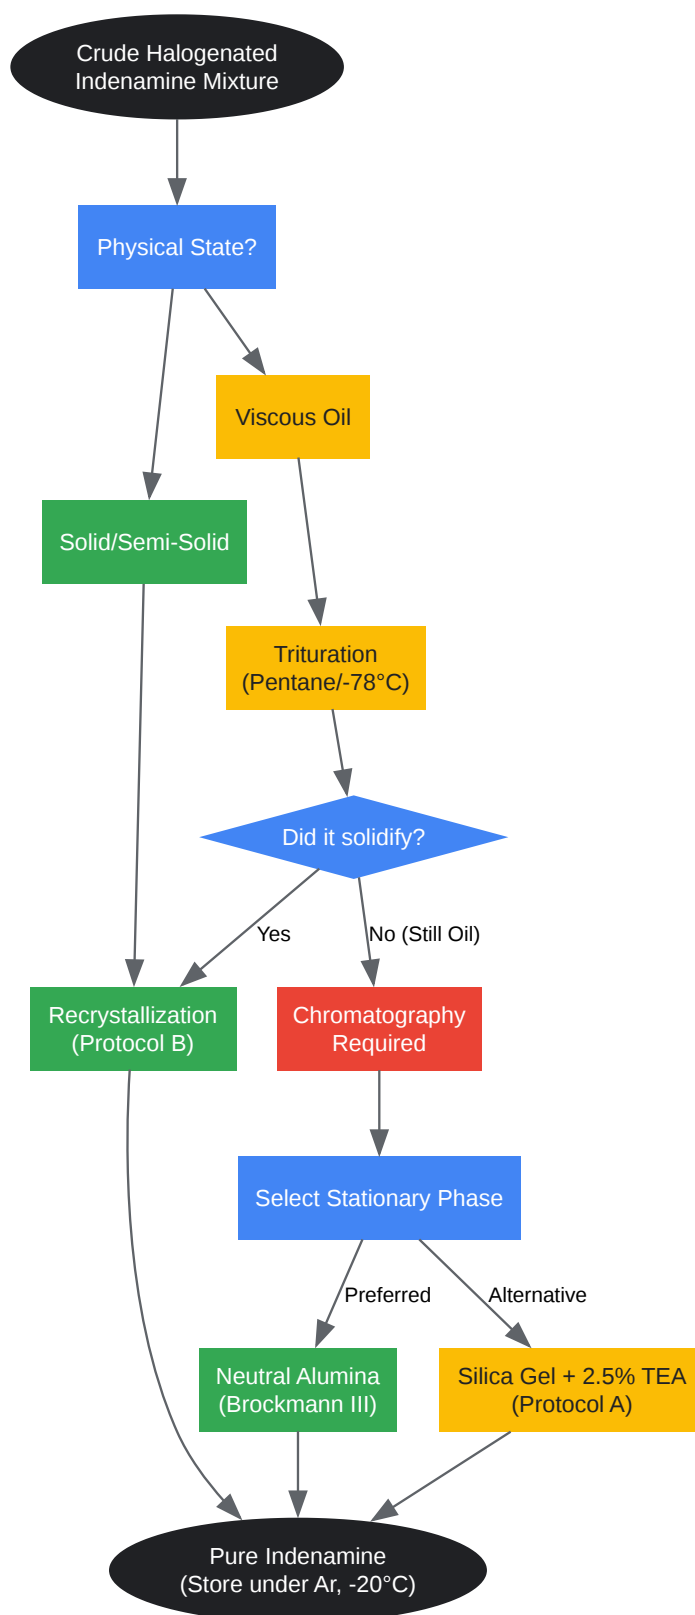 Crude Halogenated
Indenamine Mixture
Physical State?
Viscous Oil
Solid/Semi-Solid
Trituration
(Pentane/-78°C)
Did it solidify?
Yes
No (Still Oil)
Recrystallization
(Protocol B)
Chromatography
Required
Select Stationary Phase
Preferred
Alternative
Neutral Alumina
(Brockmann III)
Silica Gel + 2.5% TEA
(Protocol A)
Pure Indenamine
(Store under Ar, -20°C)